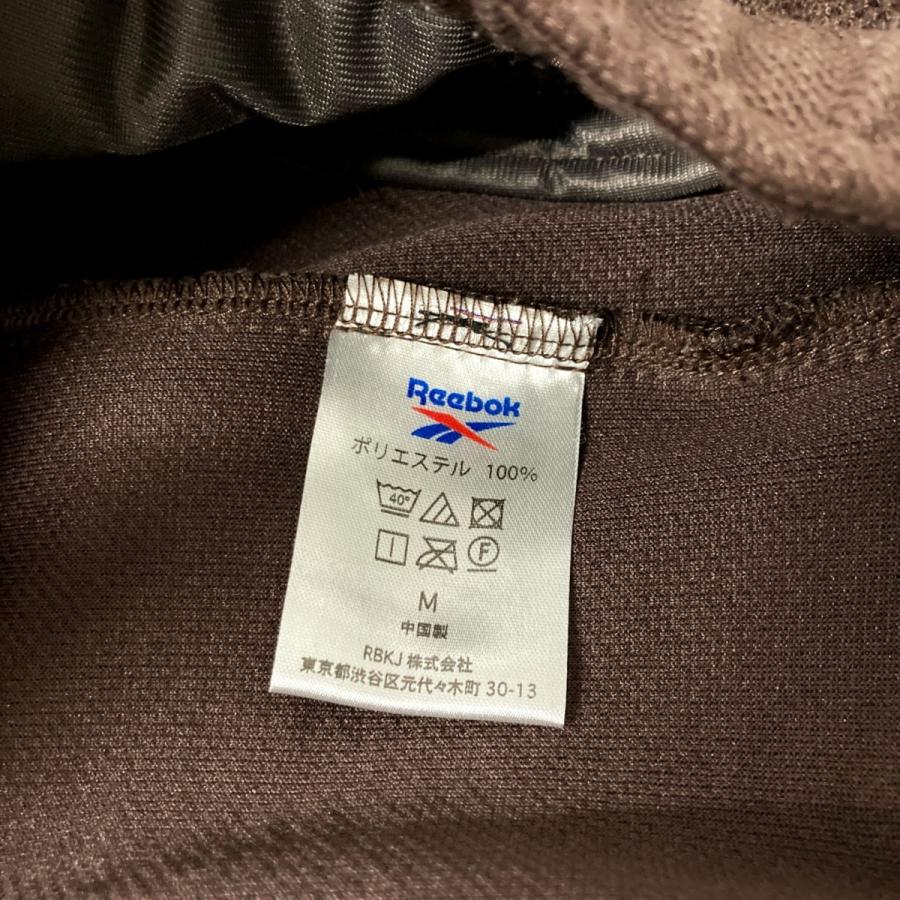 Reebok
ポリエステル 100%
40°
F
M
中国製
RBKJ 株式会社
東京都渋谷区元代々木町 30-13